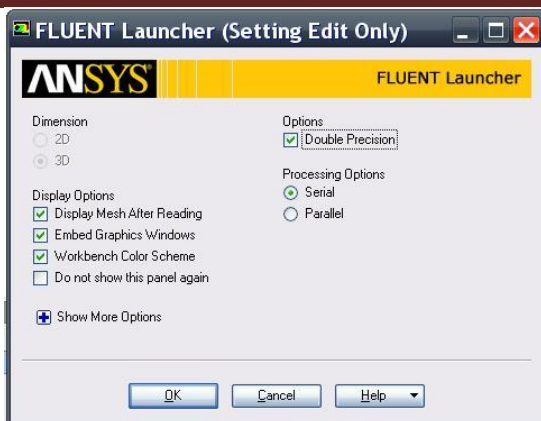 FLUENT Launcher (Setting Edit Only)
ANSYS
FLUENT Launcher
Dimension
2D
3D
Display Options
Display Mesh After Reading
Embed Graphics Windows
Workbench Color Scheme
Do not show this panel again
Show More Options
Options
Double Precision
Processing Options
Serial
Parallel
OK
Cancel
Help